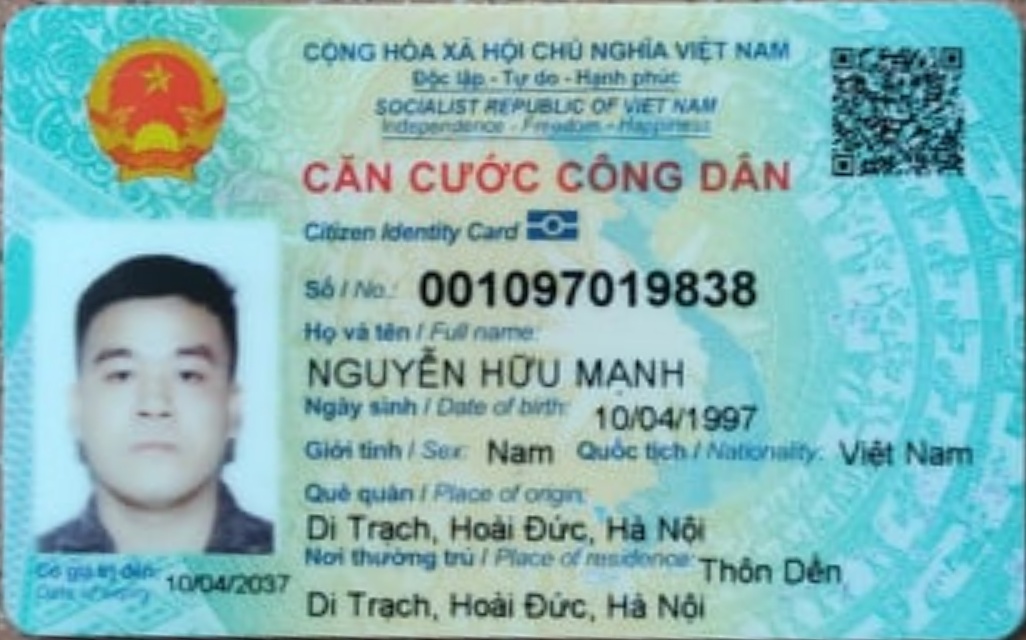 CỘNG HÒA XÃ HỘI CHỦ NGHĨA VIỆT NAM
Độc lập - Tự do - Hạnh phúc
SOCIALIST REPUBLIC OF VIET NAM
Independence - Freedom - Happiness
CĂN CƯỚC CÔNG DÂN
Citizen Identity Card
Số / No.: 001097019838
Họ và tên / Full name:
NGUYỄN HỮU MẠNH
Ngày sinh / Date of birth: 10/04/1997
Giới tính / Sex: Nam Quốc tịch / Nationality: Việt Nam
Quê quán / Place of origin:
Di Trạch, Hoài Đức, Hà Nội
Nơi thường trú / Place of residence: Thôn Dền
Di Trạch, Hoài Đức, Hà Nội
Có giá trị đến: 10/04/2037
Date of expiry